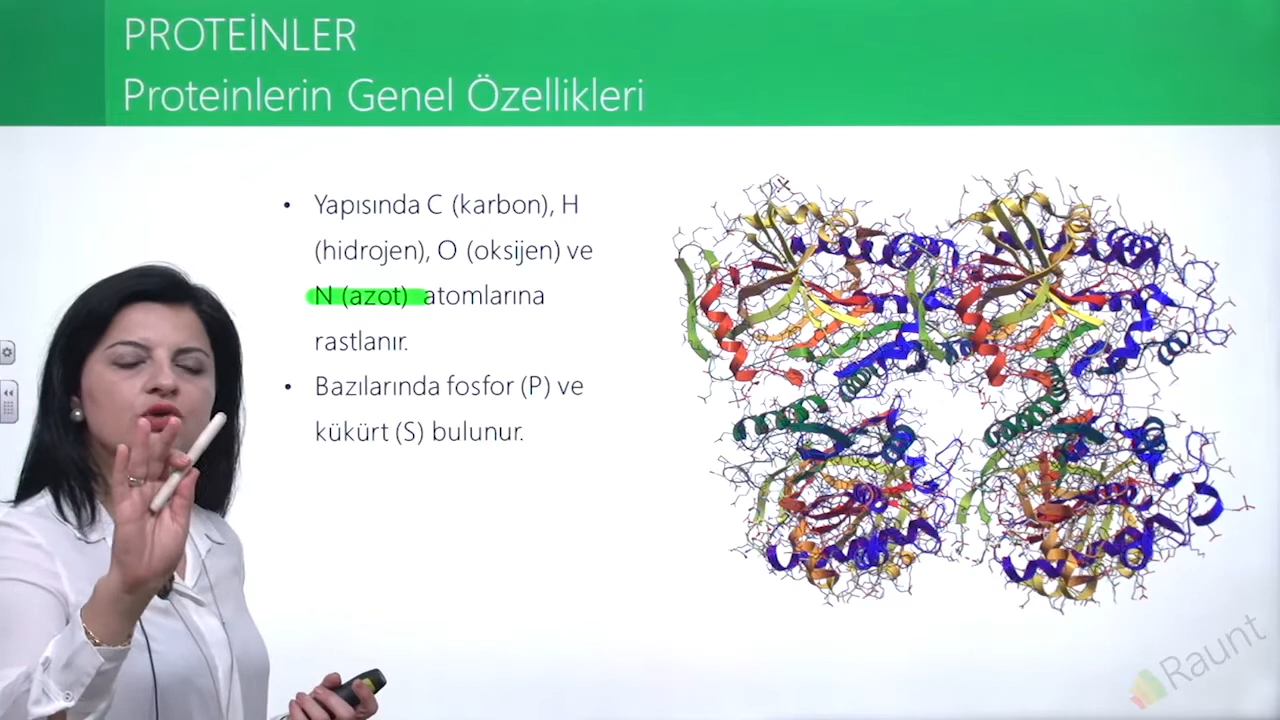 PROTEİNLER
Proteinlerin Genel Özellikleri
• Yapısında C (karbon), H
(hidrojen), O (oksijen) ve
N (azot) atomlarına
rastlanır.
• Bazılarında fosfor (P) ve
kükürt (S) bulunur.
Raunt